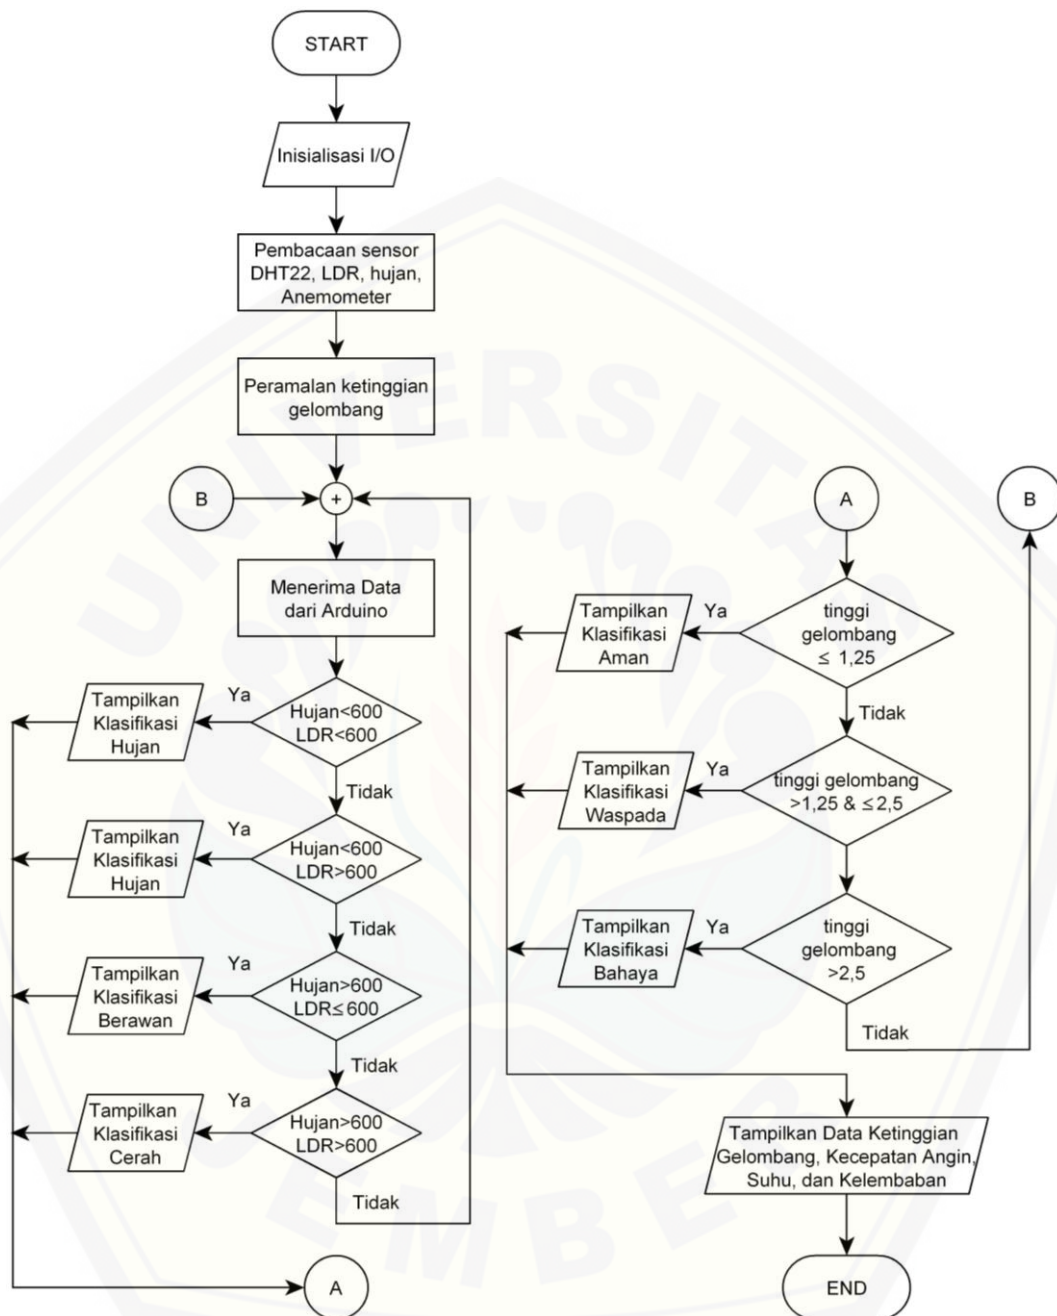 START
Inisialisasi I/O
Pembacaan sensor
DHT22, LDR, hujan,
Anemometer
Peramalan ketinggian
gelombang
B
+
Menerima Data
dari Arduino
Hujan<600
LDR<600
Ya
Tampilkan
Klasifikasi
Hujan
Tidak
Hujan<600
LDR>600
Ya
Tampilkan
Klasifikasi
Hujan
Tidak
Hujan>600
LDR≤600
Ya
Tampilkan
Klasifikasi
Berawan
Tidak
Hujan>600
LDR>600
Ya
Tampilkan
Klasifikasi
Cerah
Tidak
A
A
B
tinggi
gelombang
≤ 1,25
Ya
Tampilkan
Klasifikasi
Aman
Tidak
tinggi gelombang
>1,25 & ≤2,5
Ya
Tampilkan
Klasifikasi
Waspada
tinggi
gelombang
>2,5
Ya
Tampilkan
Klasifikasi
Bahaya
Tidak
Tampilkan Data Ketinggian
Gelombang, Kecepatan Angin,
Suhu, dan Kelembaban
END
UNIVERSITAS
JEMBER